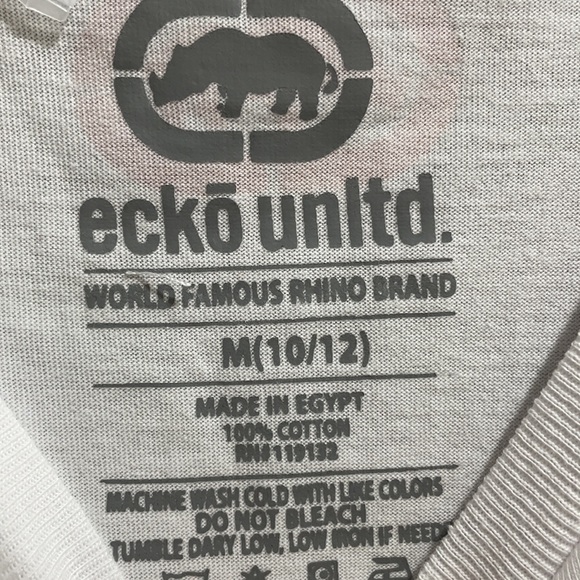 eckō unltd.
WORLD FAMOUS RHINO BRAND
M(10/12)
MADE IN EGYPT
100% COTTON
RN#119132
MACHINE WASH COLD WITH LIKE COLORS
DO NOT BLEACH
TUMBLE DARY LOW, LOW IRON IF NEED